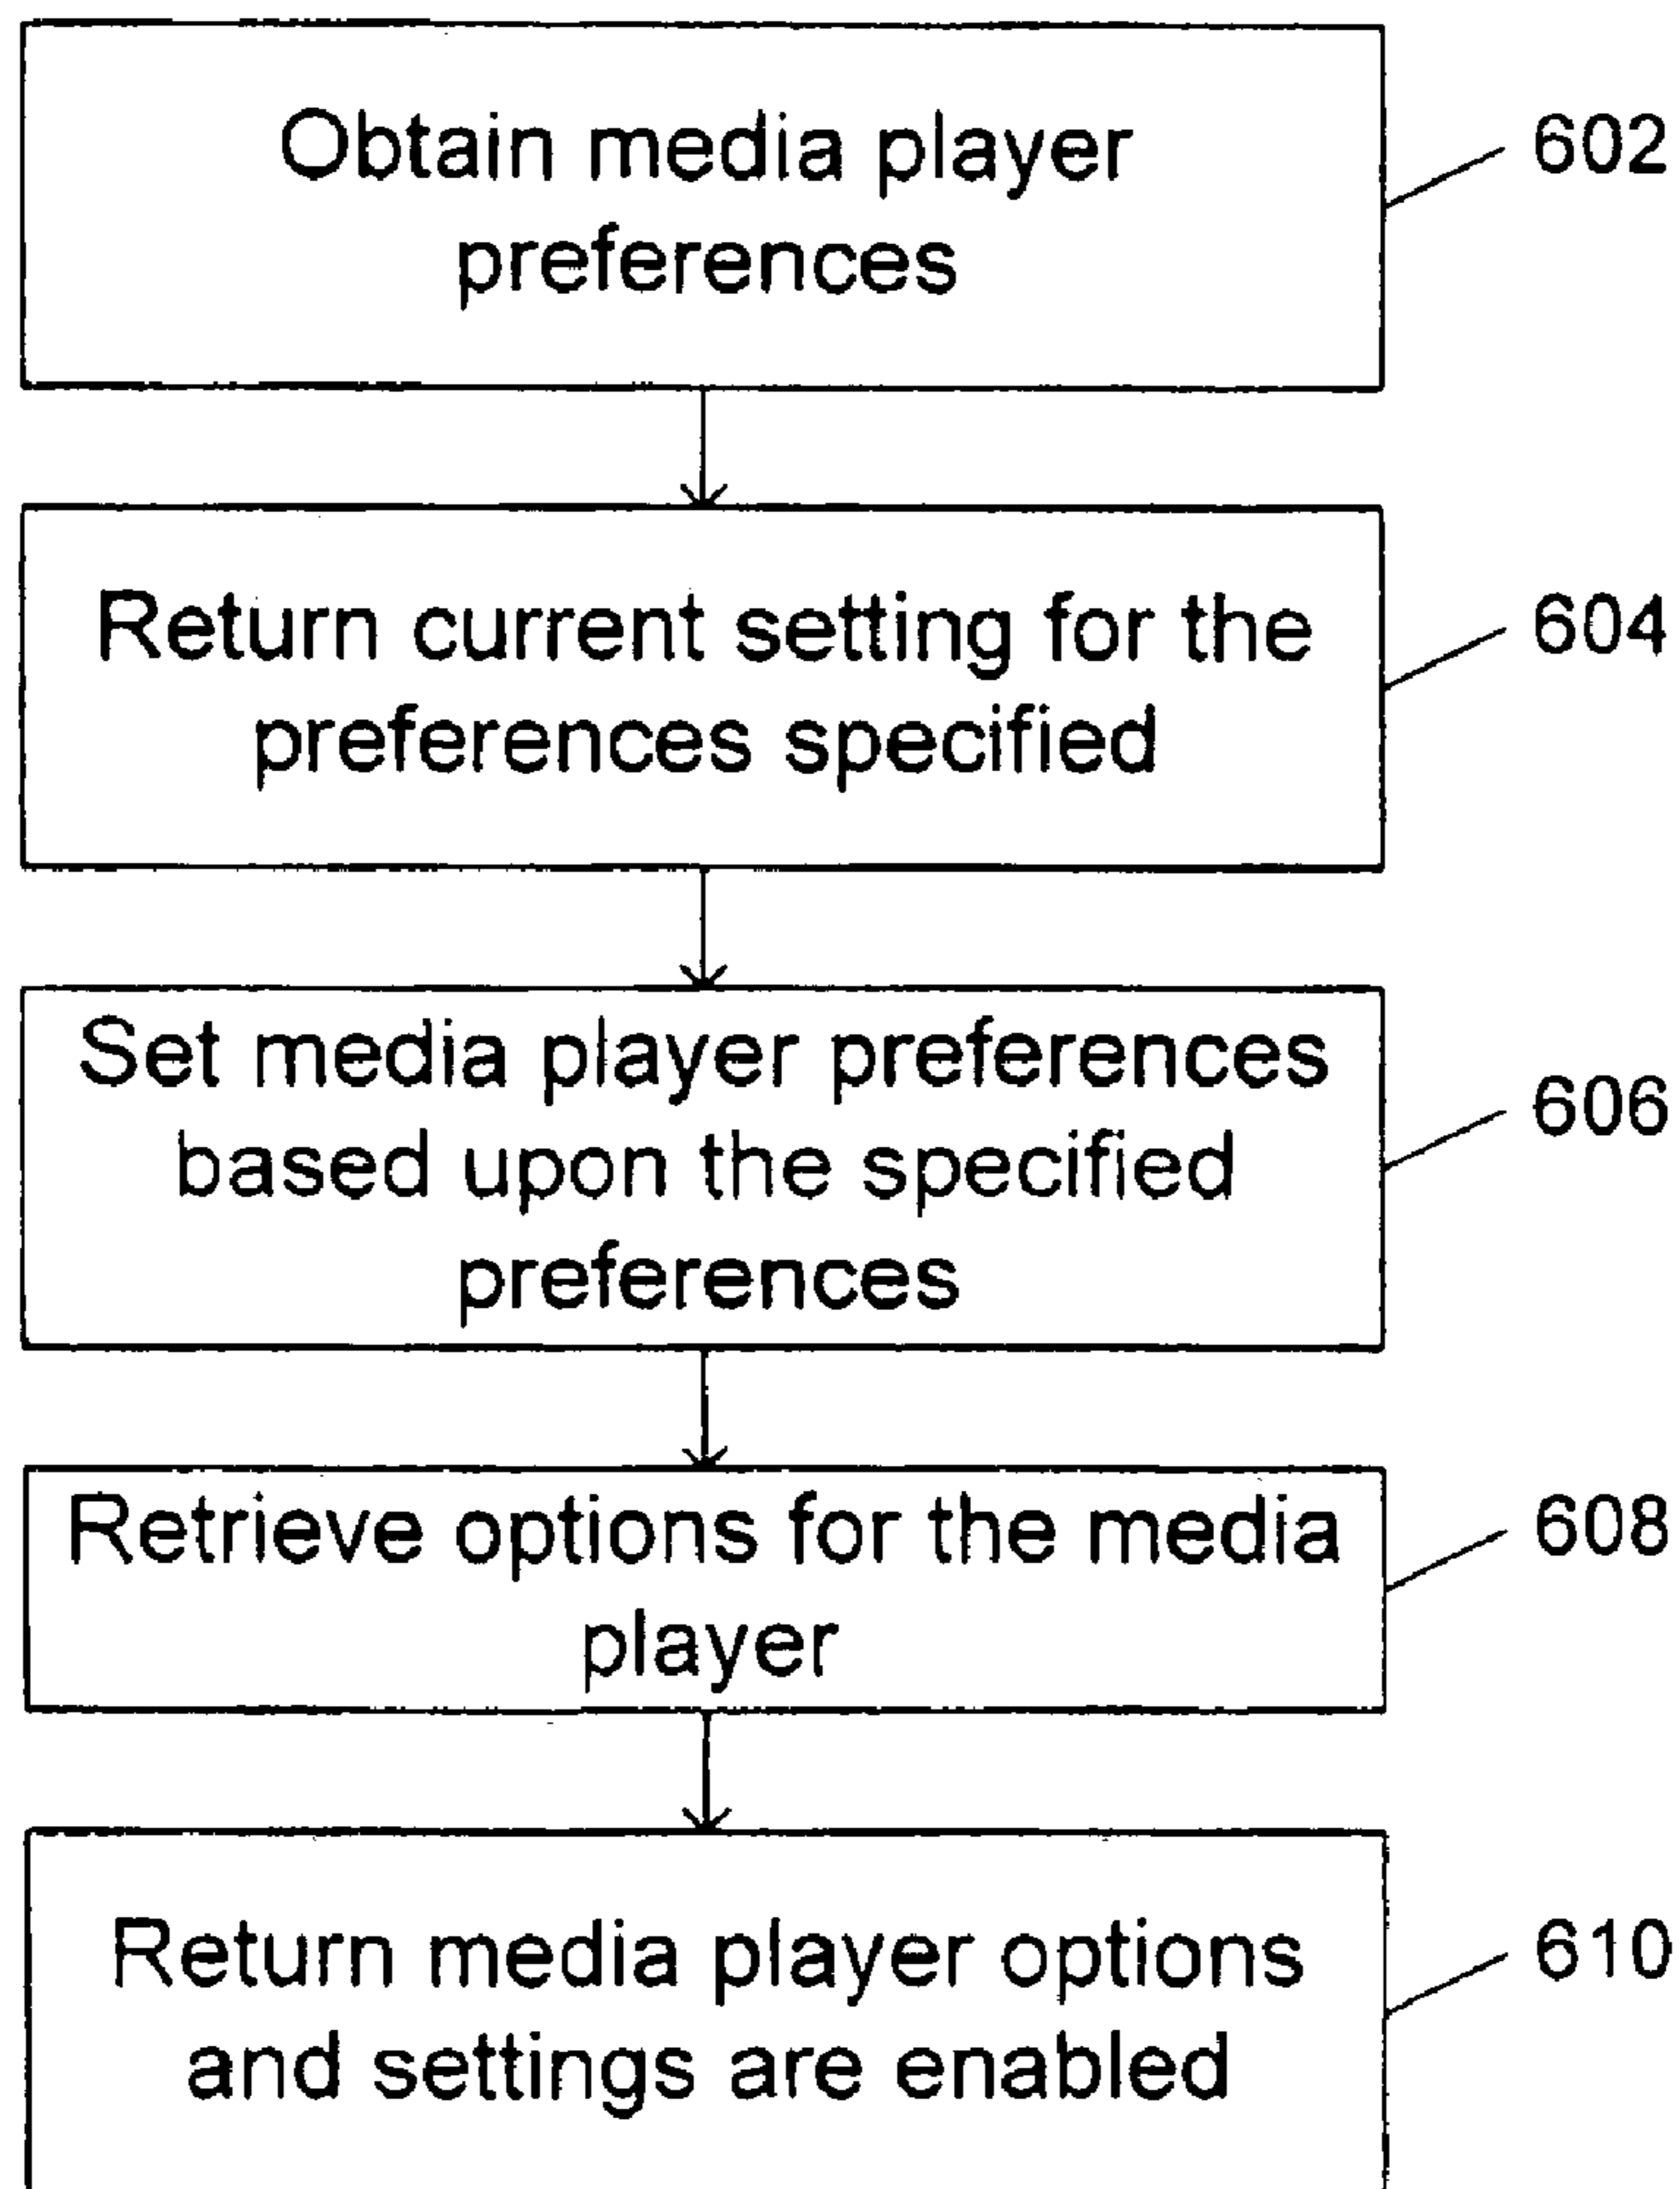 Obtain media player
preferences
602
Return current setting for the
preferences specified
604
Set media player preferences
based upon the specified
preferences
606
Retrieve options for the media
player
608
Return media player options
and settings are enabled
610